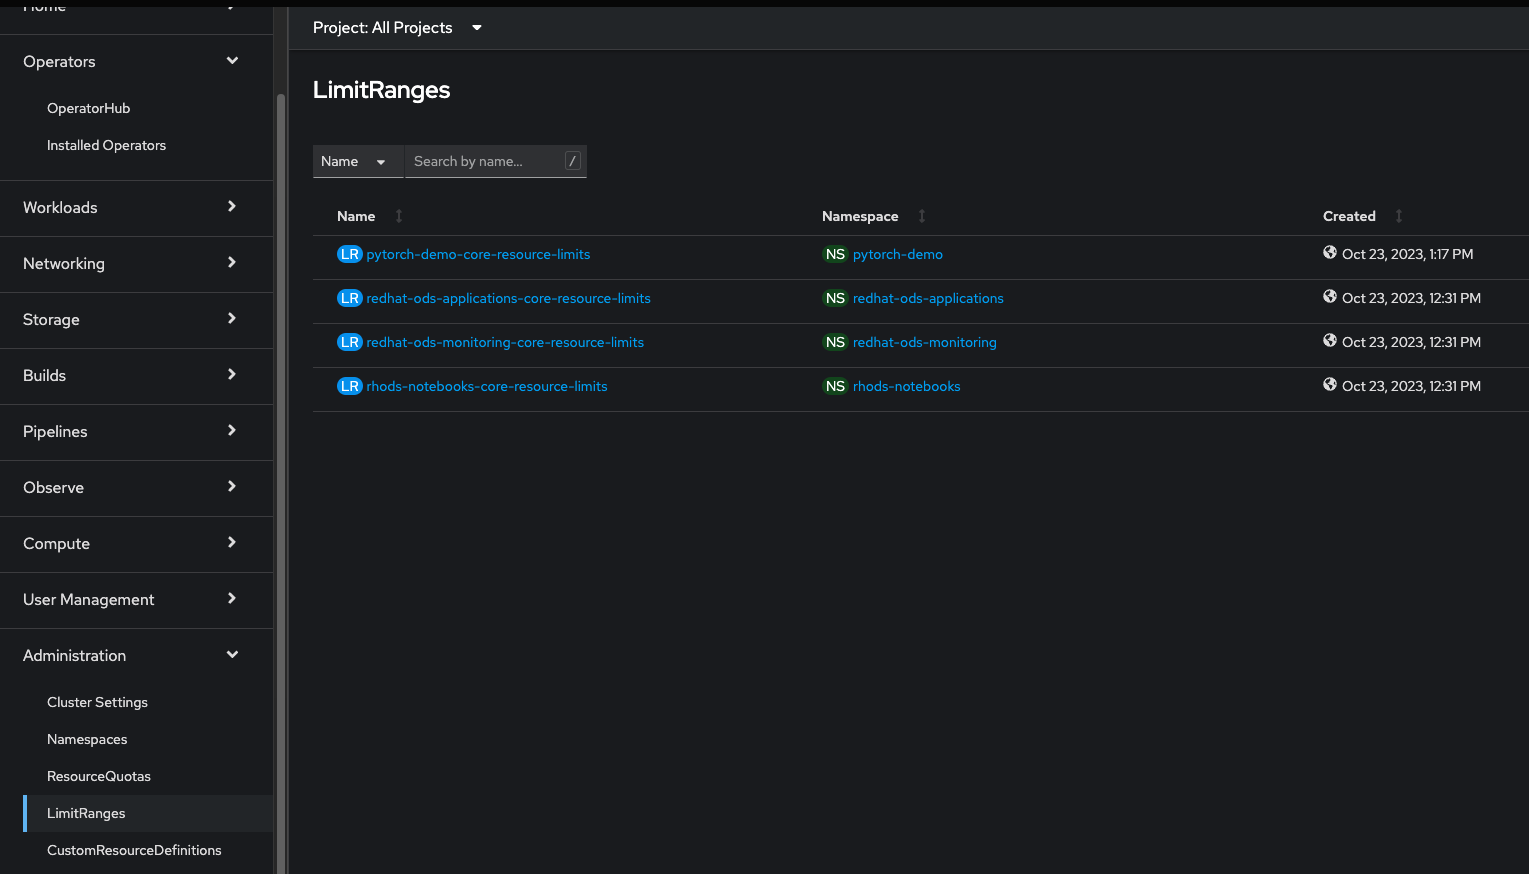 Home
Operators
OperatorHub
Installed Operators
Workloads
Networking
Storage
Builds
Pipelines
Observe
Compute
User Management
Administration
Cluster Settings
Namespaces
ResourceQuotas
LimitRanges
CustomResourceDefinitions
Project: All Projects
LimitRanges
Name Search by name... /
Name Namespace Created
LR pytorch-demo-core-resource-limits NS pytorch-demo Oct 23, 2023, 1:17 PM
LR redhat-ods-applications-core-resource-limits NS redhat-ods-applications Oct 23, 2023, 12:31 PM
LR redhat-ods-monitoring-core-resource-limits NS redhat-ods-monitoring Oct 23, 2023, 12:31 PM
LR rhods-notebooks-core-resource-limits NS rhods-notebooks Oct 23, 2023, 12:31 PM